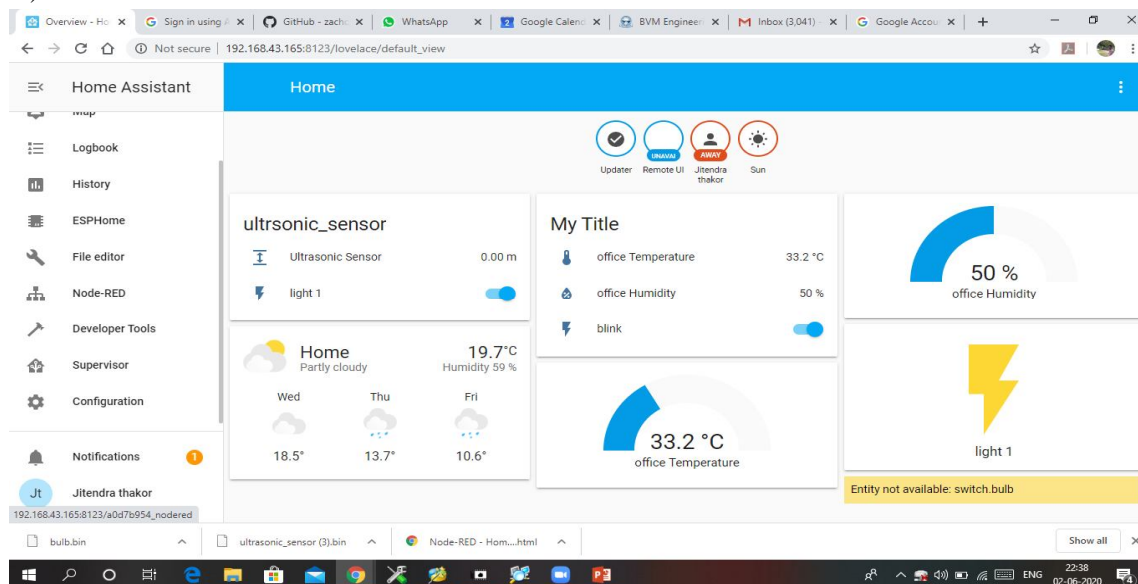 Overview - Ho
Sign in using
GitHub - zach
WhatsApp
Google Calend
BVM Engineer
Inbox (3,041)
Google Accou
Not secure | 192.168.43.165:8123/lovelace/default_view
Home Assistant
Home
Map
Logbook
History
ESPHome
File editor
Node-RED
Developer Tools
Supervisor
Configuration
Notifications 1
Jt Jitendra thakor
192.168.43.165:8123/a0d7b954_nodered
Updater
UNAVAI
Remote UI
AWAY
Jitendra
thakor
Sun
ultrsonic_sensor
Ultrasonic Sensor 0.00 m
light 1
Home 19.7°C
Partly cloudy Humidity 59 %
Wed Thu Fri
18.5° 13.7° 10.6°
My Title
office Temperature 33.2 °C
office Humidity 50 %
blink
33.2 °C
office Temperature
50 %
office Humidity
light 1
Entity not available: switch.bulb
bulb.bin
ultrasonic_sensor (3).bin
Node-RED - Hom....html
Show all
ENG
22:38
02-06-2020